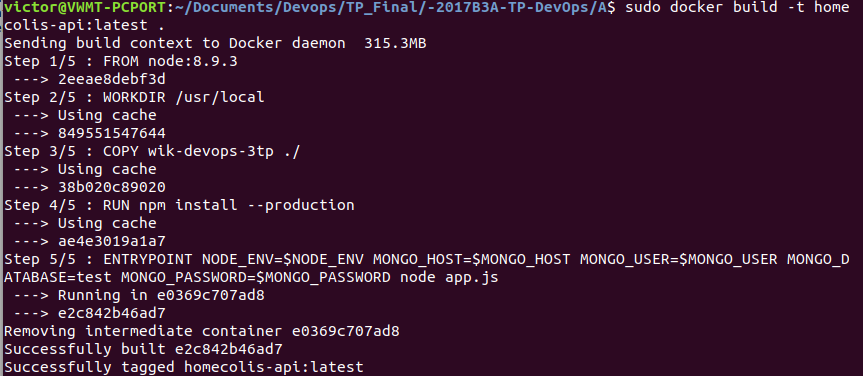 victor@VWMT-PCPORT:~/Documents/Devops/TP_Final/-2017B3A-TP-DevOps/A$ sudo docker build -t home
colis-api:latest .
Sending build context to Docker daemon  315.3MB
Step 1/5 : FROM node:8.9.3
 ---> 2eeae8debf3d
Step 2/5 : WORKDIR /usr/local
 ---> Using cache
 ---> 849551547644
Step 3/5 : COPY wik-devops-3tp ./
 ---> Using cache
 ---> 38b020c89020
Step 4/5 : RUN npm install --production
 ---> Using cache
 ---> ae4e3019a1a7
Step 5/5 : ENTRYPOINT NODE_ENV=$NODE_ENV MONGO_HOST=$MONGO_HOST MONGO_USER=$MONGO_USER MONGO_D
ATABASE=test MONGO_PASSWORD=$MONGO_PASSWORD node app.js
 ---> Running in e0369c707ad8
 ---> e2c842b46ad7
Removing intermediate container e0369c707ad8
Successfully built e2c842b46ad7
Successfully tagged homecolis-api:latest